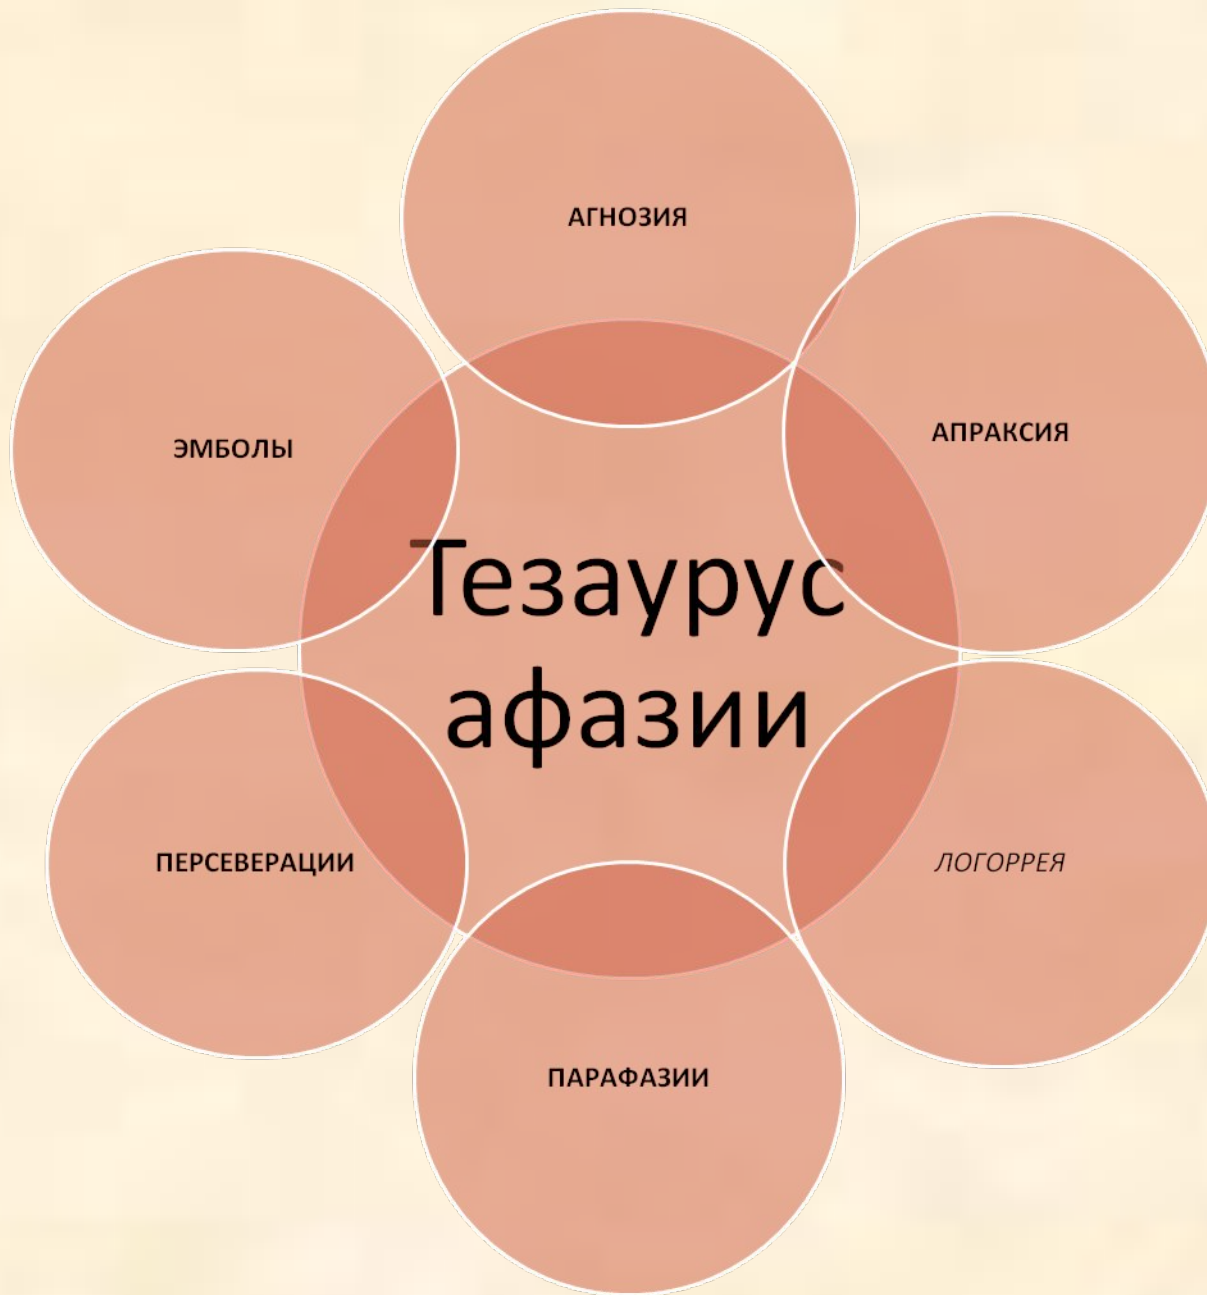 АГНОЗИЯ
АПРАКСИЯ
ЭМБОЛЫ
Тезаурус
афазии
ПЕРСЕВЕРАЦИИ
ЛОГОРРЕЯ
ПАРАФАЗИИ